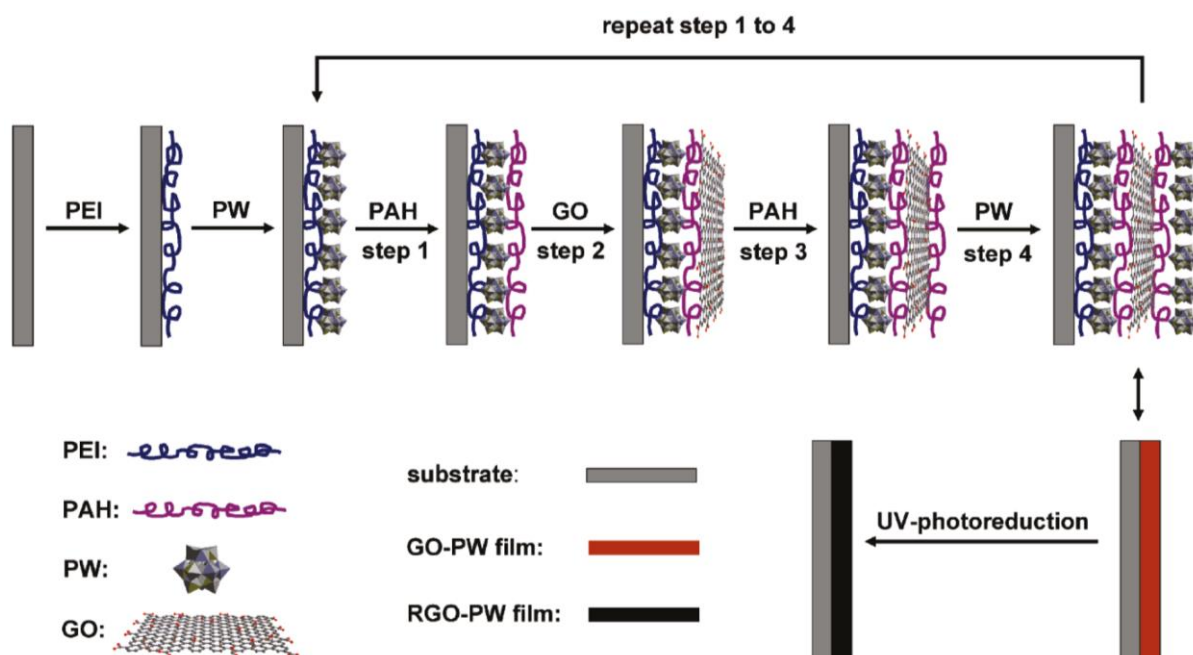 repeat step 1 to 4
PEI
PW
PAH
step 1
GO
step 2
PAH
step 3
PW
step 4
PEI:
PAH:
PW:
GO:
substrate:
GO-PW film:
RGO-PW film:
UV-photoreduction